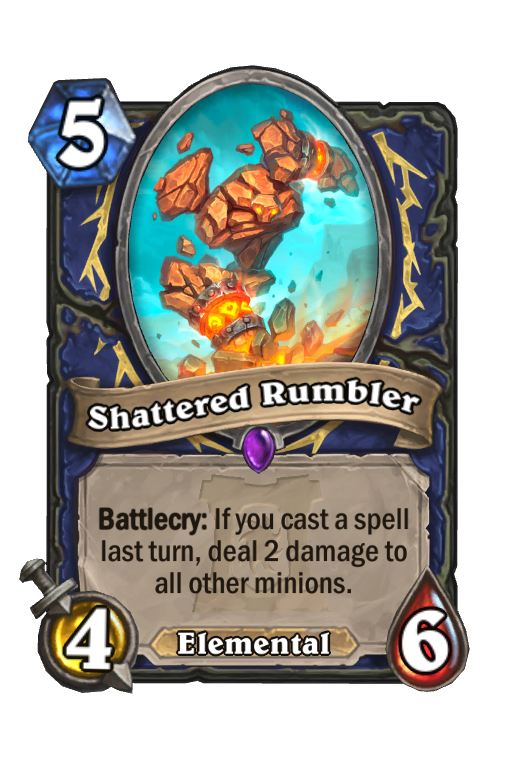 5
Shattered Rumbler
Battlecry: If you cast a spell
last turn, deal 2 damage to
all other minions.
4
Elemental
6